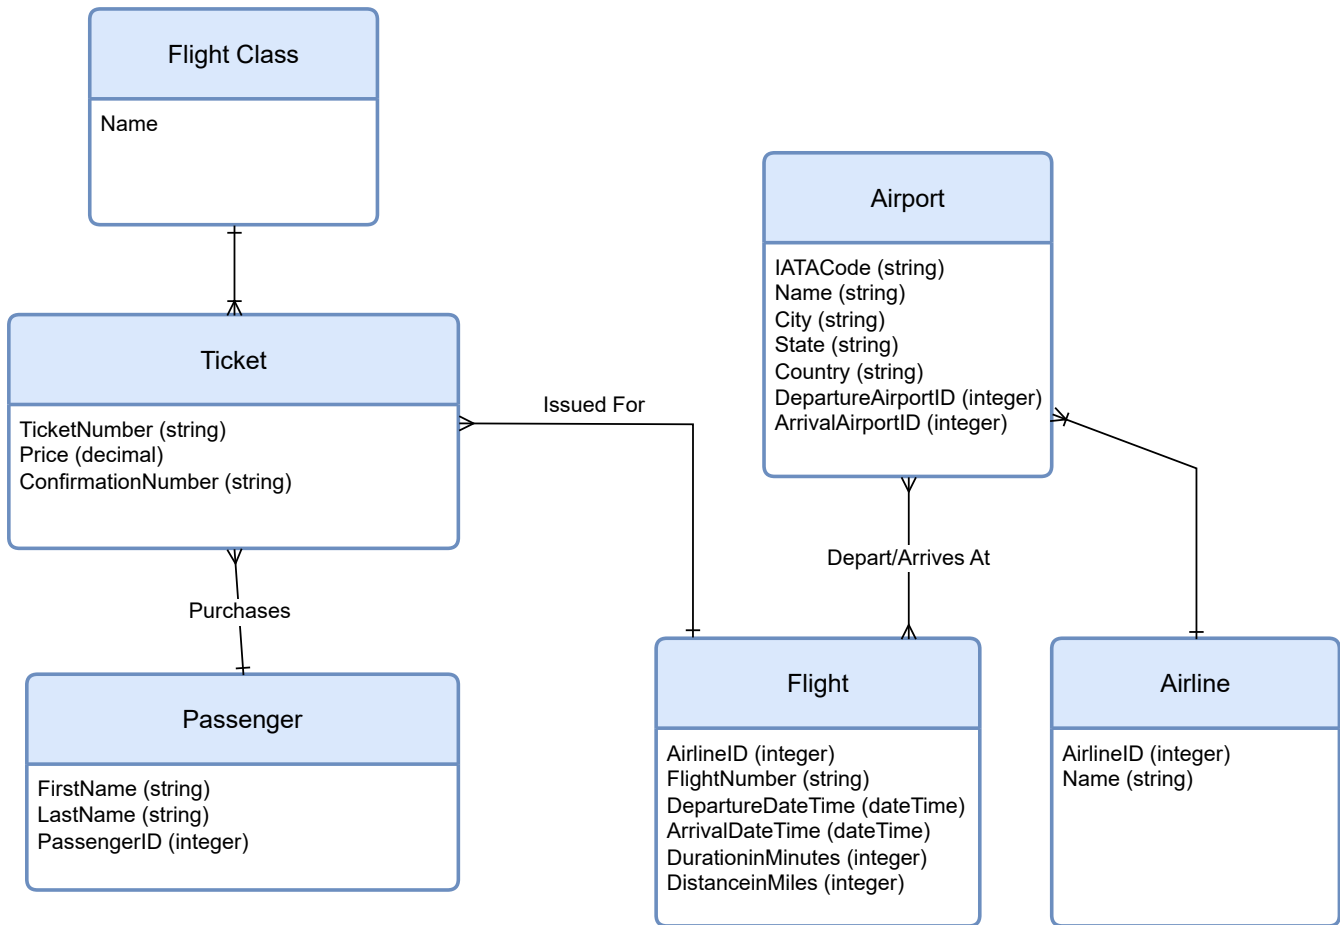 Flight Class
Name
Ticket
TicketNumber (string)
Price (decimal)
ConfirmationNumber (string)
Issued For
Purchases
Passenger
FirstName (string)
LastName (string)
PassengerID (integer)
Airport
IATACode (string)
Name (string)
City (string)
State (string)
Country (string)
DepartureAirportID (integer)
ArrivalAirportID (integer)
Depart/Arrives At
Flight
AirlineID (integer)
FlightNumber (string)
DepartureDateTime (dateTime)
ArrivalDateTime (dateTime)
DurationinMinutes (integer)
DistanceinMiles (integer)
Airline
AirlineID (integer)
Name (string)